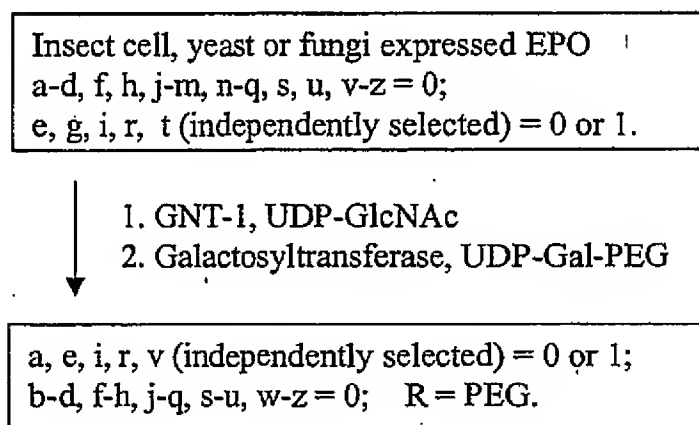 Insect cell, yeast or fungi expressed EPO
a-d, f, h, j-m, n-q, s, u, v-z = 0;
e, g, i, r, t (independently selected) = 0 or 1.
1. GNT-1, UDP-GlcNAc
2. Galactosyltransferase, UDP-Gal-PEG
a, e, i, r, v (independently selected) = 0 or 1;
b-d, f-h, j-q, s-u, w-z = 0; R = PEG.